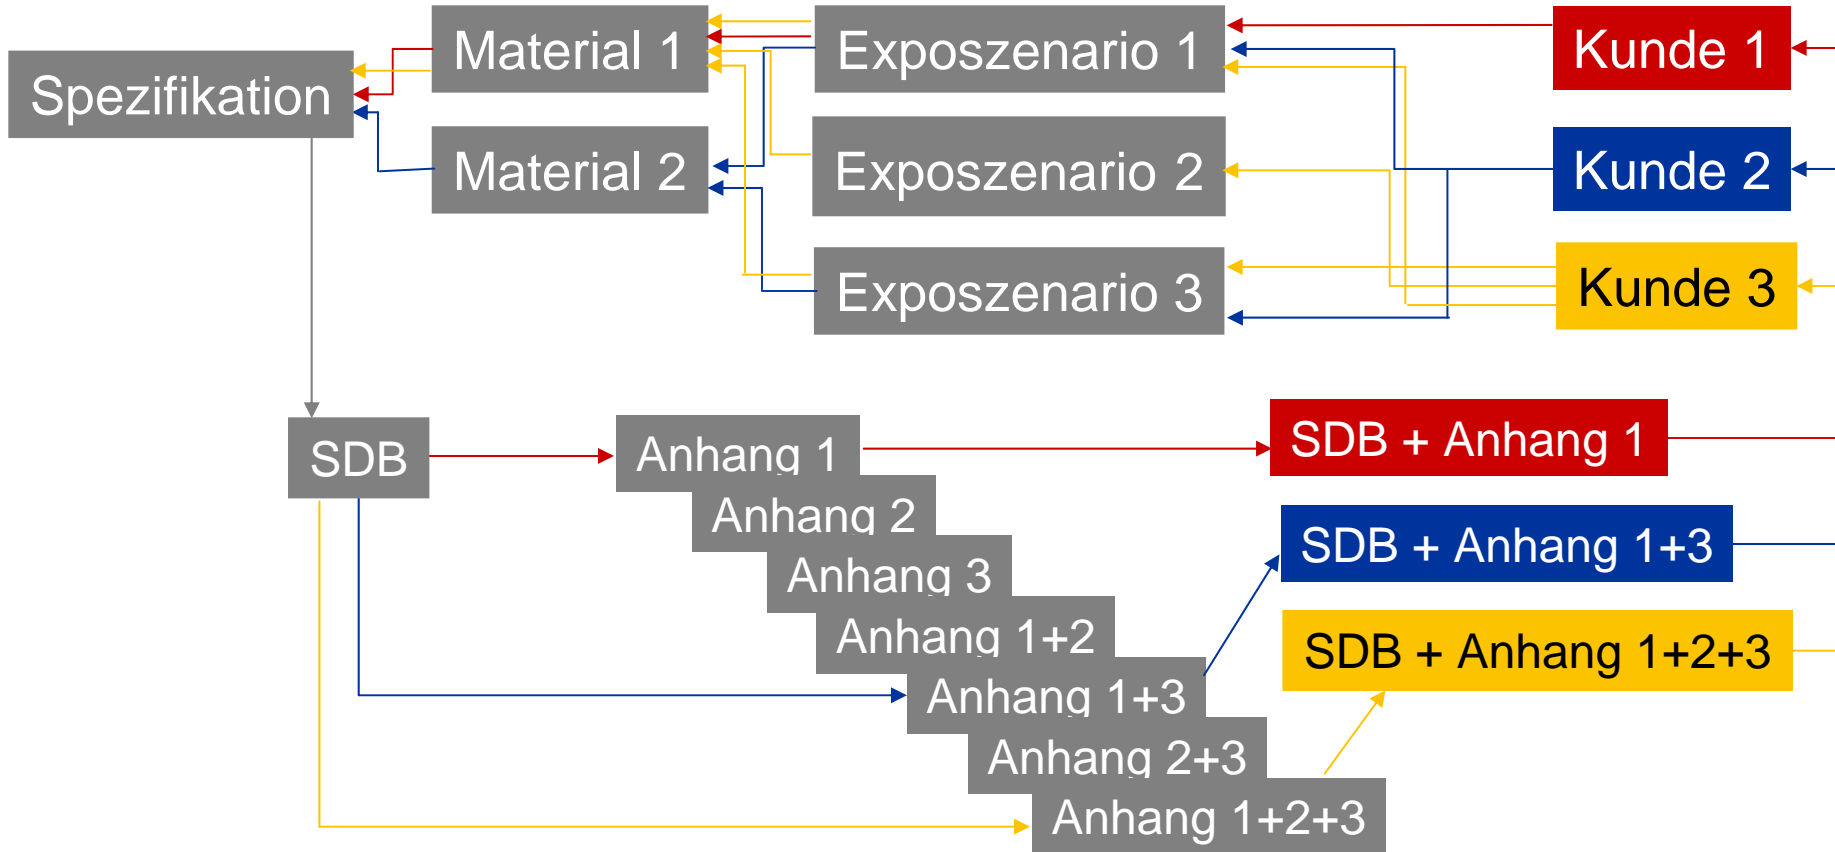 Spezifikation
Material 1
Material 2
Exposzenario 1
Exposzenario 2
Exposzenario 3
Kunde 1
Kunde 2
Kunde 3
SDB
Anhang 1
Anhang 2
Anhang 3
Anhang 1+2
Anhang 1+3
Anhang 2+3
Anhang 1+2+3
SDB + Anhang 1
SDB + Anhang 1+3
SDB + Anhang 1+2+3